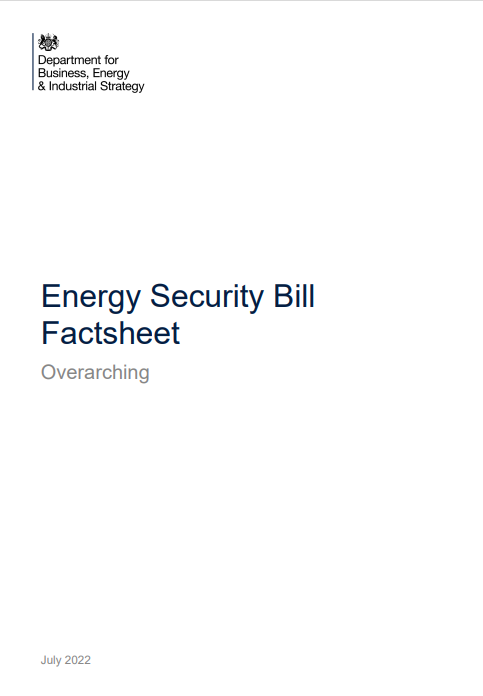 Department for
Business, Energy
& Industrial Strategy
Energy Security Bill
Factsheet
Overarching
July 2022